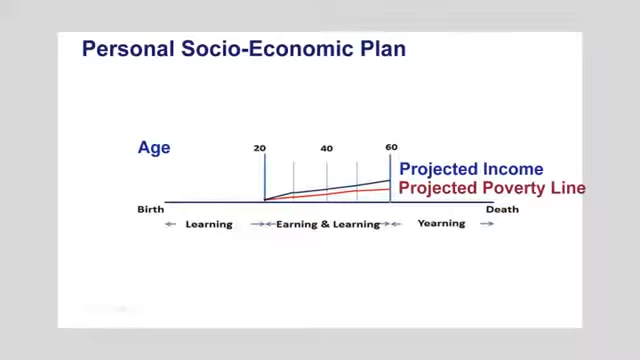 Personal Socio-Economic Plan
Age 20 40 60
Projected Income
Projected Poverty Line
Birth Death
Learning Earning & Learning Yearning